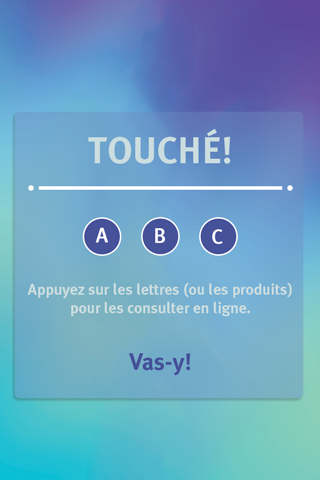 TOUCHÉ!
A B C
Appuyez sur les lettres (ou les produits)
pour les consulter en ligne.
Vas-y!